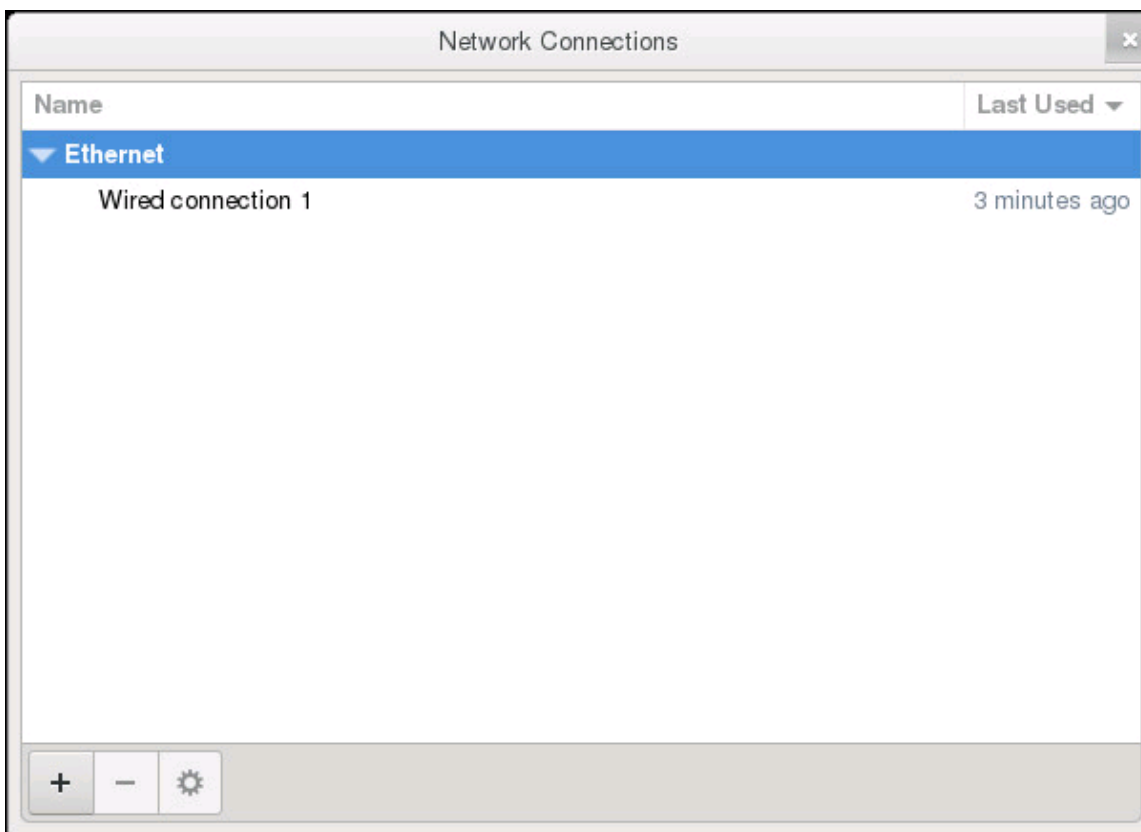 Network Connections
Name Last Used
Ethernet
Wired connection 1 3 minutes ago